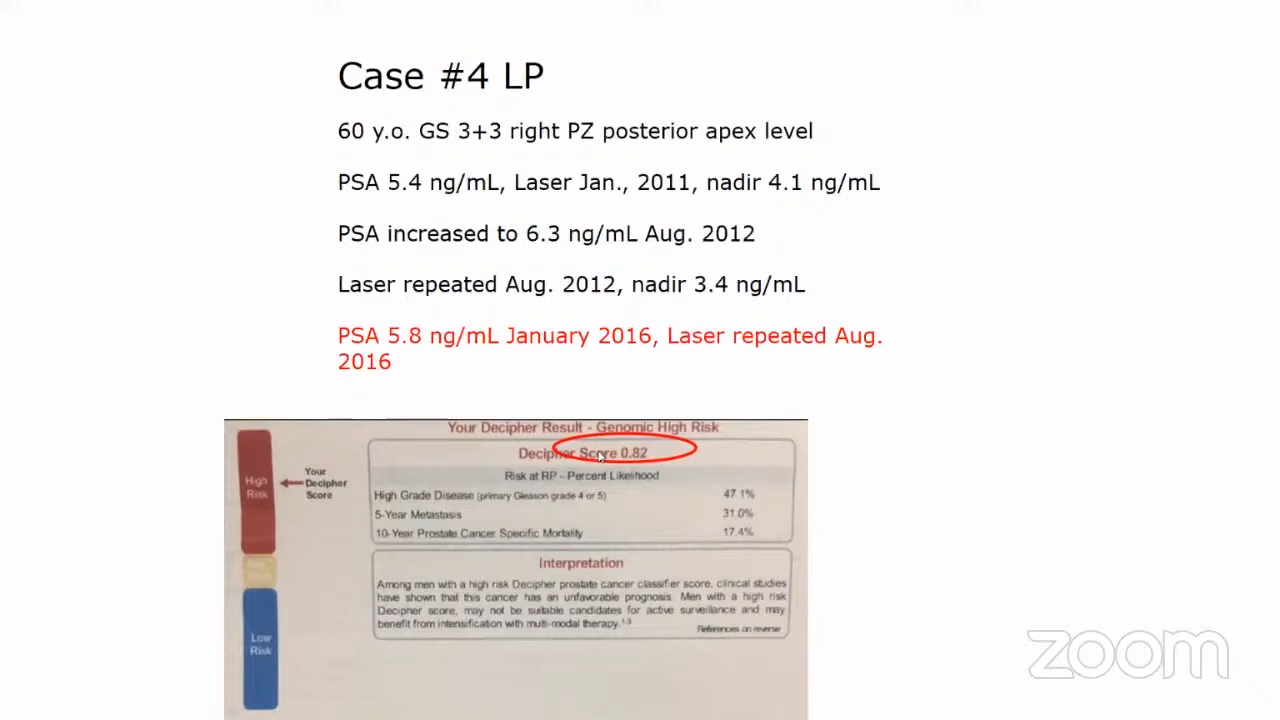 Case #4 LP
60 y.o. GS 3+3 right PZ posterior apex level
PSA 5.4 ng/mL, Laser Jan., 2011, nadir 4.1 ng/mL
PSA increased to 6.3 ng/mL Aug. 2012
Laser repeated Aug. 2012, nadir 3.4 ng/mL
PSA 5.8 ng/mL January 2016, Laser repeated Aug.
2016
Your Decipher Result - Genomic High Risk
Decipher Score 0.82
Risk at RP - Percent Likelihood
High Grade Disease (primary Gleason grade 4 or 5) 47.1%
5-Year Metastasis 31.0%
10-Year Prostate Cancer Specific Mortality 17.4%
High
Risk
Your
Decipher
Score
Interpretation
Among men with a high risk Decipher prostate cancer classifier score, clinical studies
have shown that this cancer has an unfavorable prognosis. Men with a high risk
Decipher score, may not be suitable candidates for active surveillance and may
benefit from intensification with multi-modal therapy.¹⁻³
References on reverse
Low
Risk
zoom